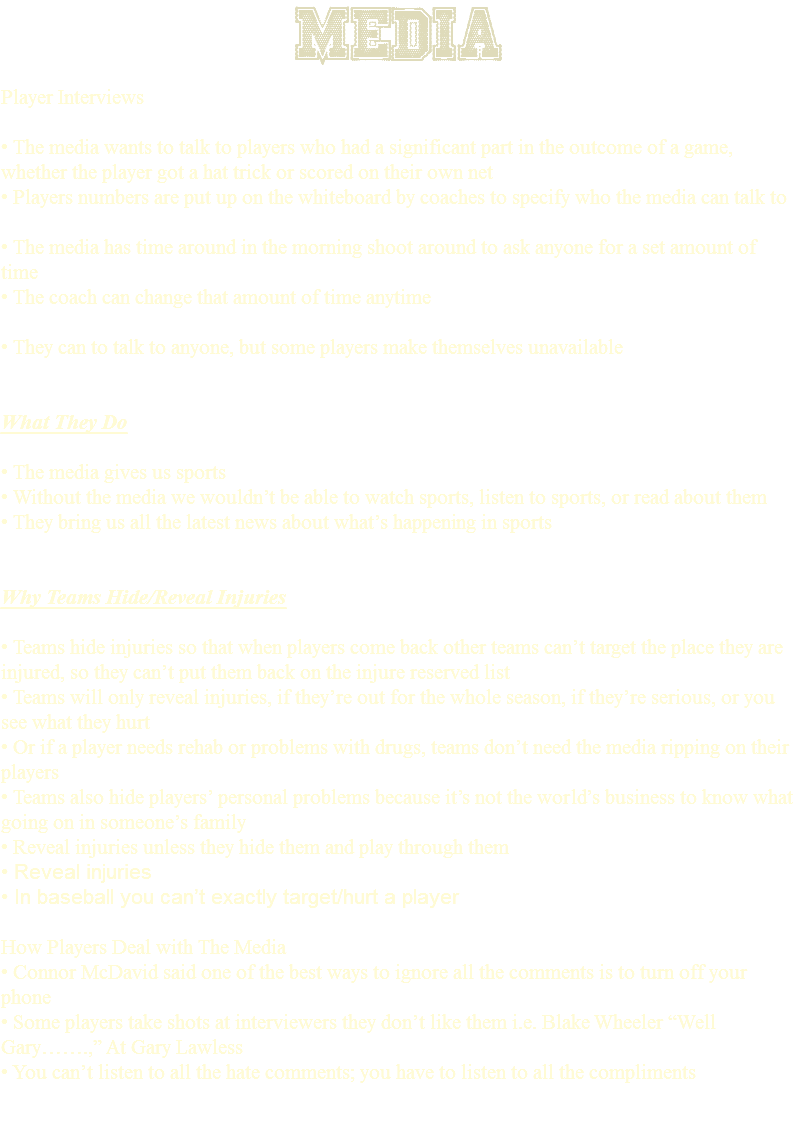 MEDIA
Player Interviews
• The media wants to talk to players who had a significant part in the outcome of a game,
whether the player got a hat trick or scored on their own net
• Players numbers are put up on the whiteboard by coaches to specify who the media can talk to
• The media has time around in the morning shoot around to ask anyone for a set amount of
time
• The coach can change that amount of time anytime
• They can to talk to anyone, but some players make themselves unavailable
What They Do
• The media gives us sports
• Without the media we wouldn’t be able to watch sports, listen to sports, or read about them
• They bring us all the latest news about what’s happening in sports
Why Teams Hide/Reveal Injuries
• Teams hide injuries so that when players come back other teams can’t target the place they are
injured, so they can’t put them back on the injure reserved list
• Teams will only reveal injuries, if they’re out for the whole season, if they’re serious, or you
see what they hurt
• Or if a player needs rehab or problems with drugs, teams don’t need the media ripping on their
players
• Teams also hide players’ personal problems because it’s not the world’s business to know what
going on in someone’s family
• Reveal injuries unless they hide them and play through them
• Reveal injuries
• In baseball you can’t exactly target/hurt a player
How Players Deal with The Media
• Connor McDavid said one of the best ways to ignore all the comments is to turn off your
phone
• Some players take shots at interviewers they don’t like them i.e. Blake Wheeler “Well
Gary…….,” At Gary Lawless
• You can’t listen to all the hate comments; you have to listen to all the compliments